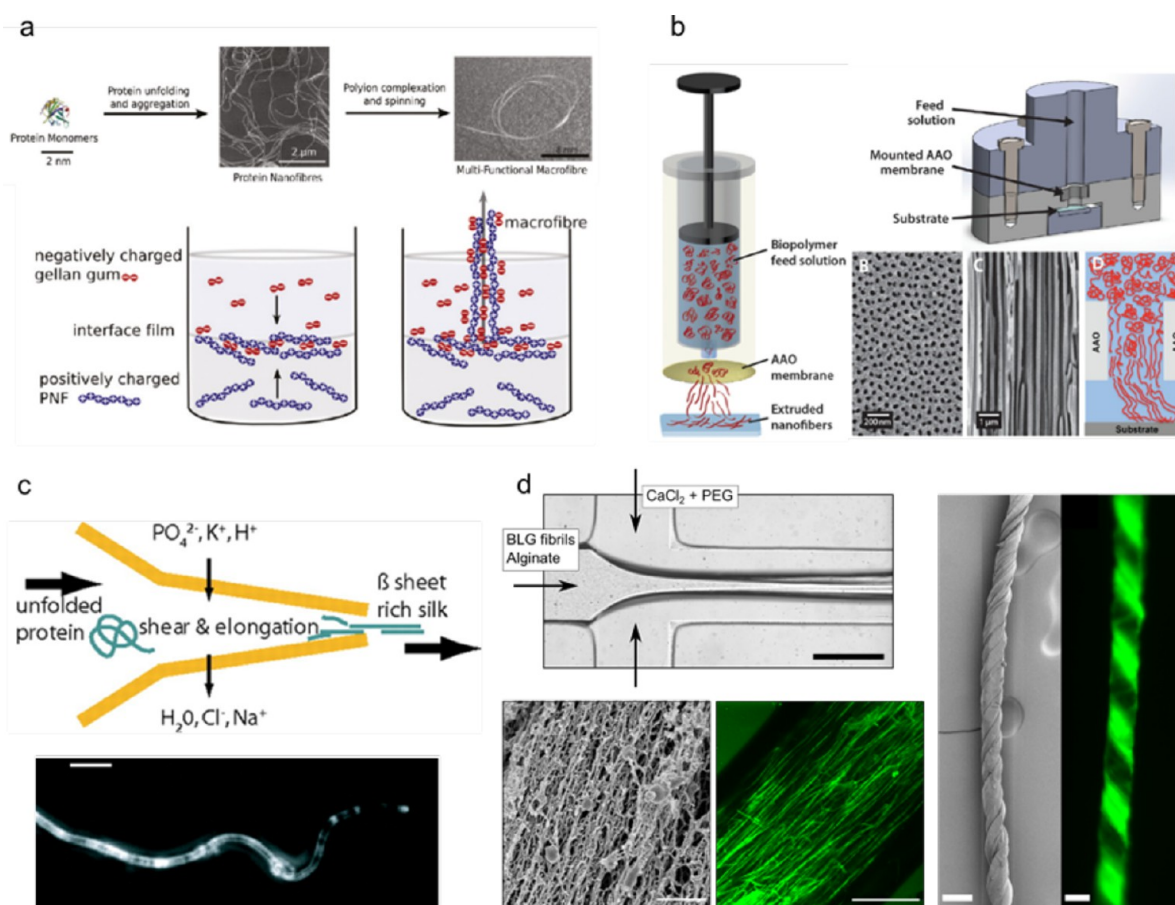 a
Protein unfolding
and aggregation
Polyion complexation
and spinning
Protein Monomers
2 nm
2 µm
Protein Nanofibres
Multi-Functional Macrofibre
macrofibre
negatively charged
gellan gum
interface film
positively charged
PNF
b
Feed
solution
Mounted AAO
membrane
Substrate
Biopolymer
feed solution
AAO
membrane
Extruded
nanofibers
B
200nm
C
1 µm
D
AAO
Substrate
c
PO₄²⁻, K⁺, H⁺
unfolded
protein
shear & elongation
ß sheet
rich silk
H₂0, Cl⁻, Na⁺
d
CaCl₂ + PEG
BLG fibrils
Alginate